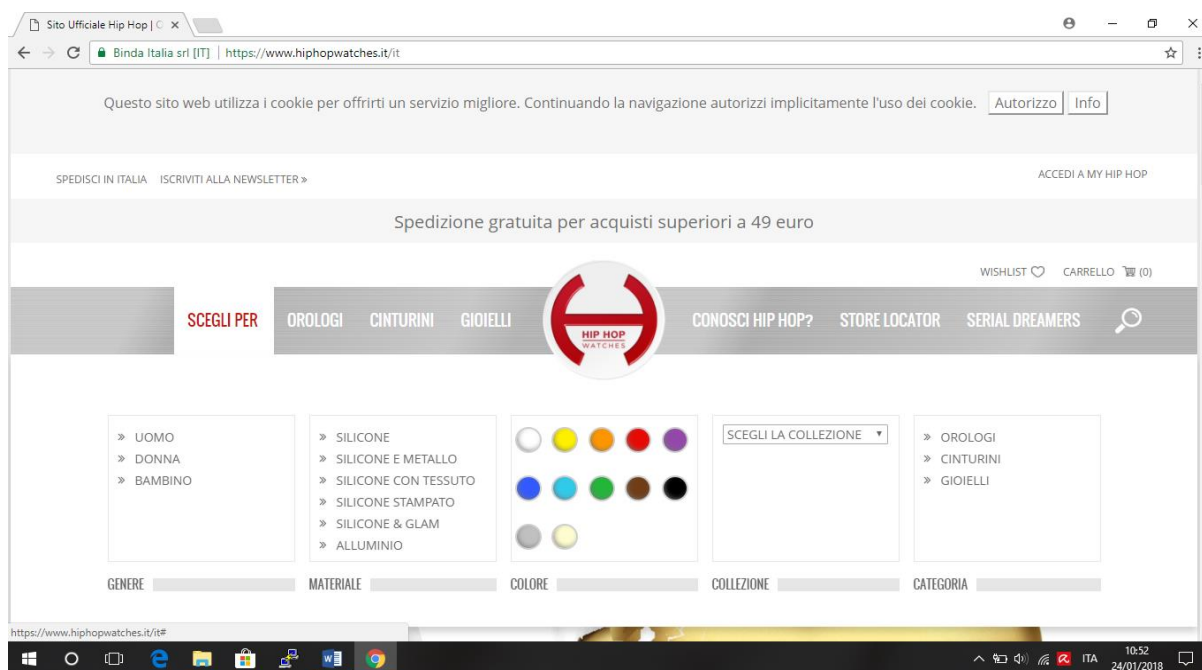 Sito Ufficiale Hip Hop | C
Binda Italia srl [IT] | https://www.hiphopwatches.it/it
Questo sito web utilizza i cookie per offrirti un servizio migliore. Continuando la navigazione autorizzi implicitamente l'uso dei cookie. Autorizzo Info
SPEDISCI IN ITALIA ISCRIVITI ALLA NEWSLETTER » ACCEDI A MY HIP HOP
Spedizione gratuita per acquisti superiori a 49 euro
WISHLIST CARRELLO (0)
SCEGLI PER OROLOGI CINTURINI GIOIELLI CONOSCI HIP HOP? STORE LOCATOR SERIAL DREAMERS
HIP HOP
WATCHES
» UOMO
» DONNA
» BAMBINO
GENERE
» SILICONE
» SILICONE E METALLO
» SILICONE CON TESSUTO
» SILICONE STAMPATO
» SILICONE & GLAM
» ALLUMINIO
MATERIALE
COLORE
SCEGLI LA COLLEZIONE
COLLEZIONE
» OROLOGI
» CINTURINI
» GIOIELLI
CATEGORIA
https://www.hiphopwatches.it/it#
ITA
10:52
24/01/2018